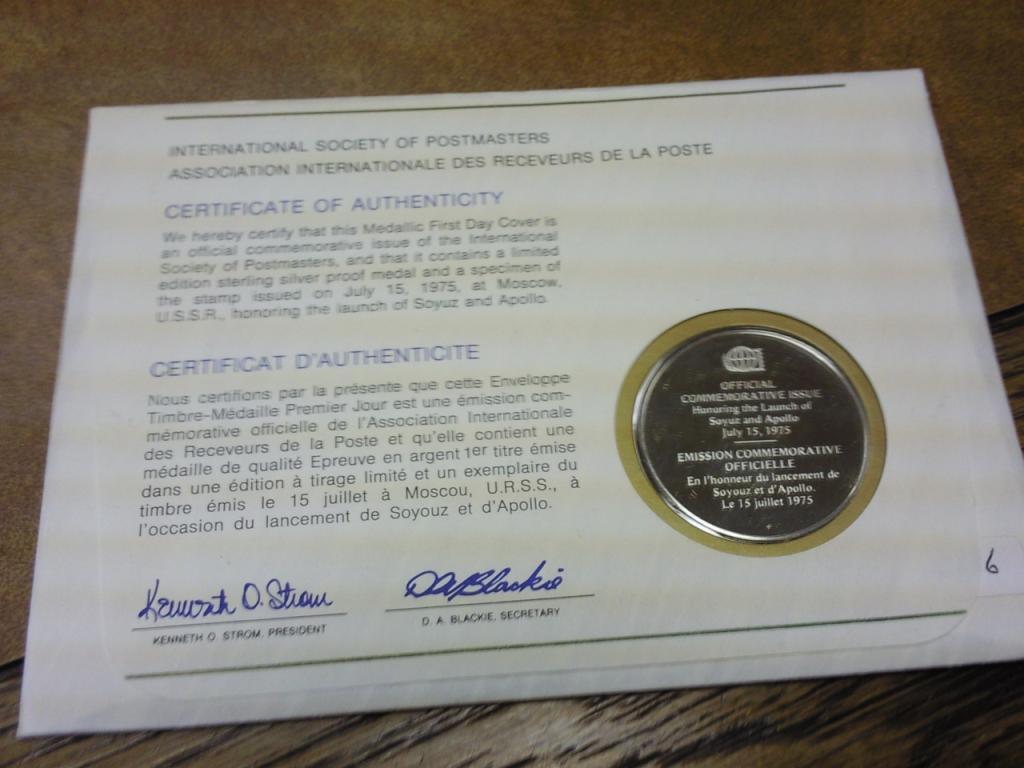 INTERNATIONAL SOCIETY OF POSTMASTERS
ASSOCIATION INTERNATIONALE DES RECEVEURS DE LA POSTE
CERTIFICATE OF AUTHENTICITY
We hereby certify that this Medallic First Day Cover is
an official commemorative issue of the International
Society of Postmasters, and that it contains a limited
edition sterling silver proof medal and a specimen of
the stamp issued on July 15, 1975, at Moscow,
U.S.S.R., honoring the launch of Soyuz and Apollo.
CERTIFICAT D'AUTHENTICITE
Nous certifions par la présente que cette Enveloppe
Timbre-Médaille Premier Jour est une émission com-
mémorative officielle de l'Association Internationale
des Receveurs de la Poste et qu'elle contient une
médaille de qualité Epreuve en argent 1er titre émise
dans une édition à tirage limité et un exemplaire du
timbre émis le 15 juillet à Moscou, U.R.S.S., à
l'occasion du lancement de Soyouz et d'Apollo.
Kenneth O. Strom
KENNETH O. STROM, PRESIDENT
D A Blackie
D. A. BLACKIE, SECRETARY
OFFICIAL
COMMEMORATIVE ISSUE
Honoring the Launch of
Soyuz and Apollo
July 15, 1975
EMISSION COMMEMORATIVE
OFFICIELLE
En l'honneur du lancement de
Soyouz et d'Apollo.
Le 15 juillet 1975
6